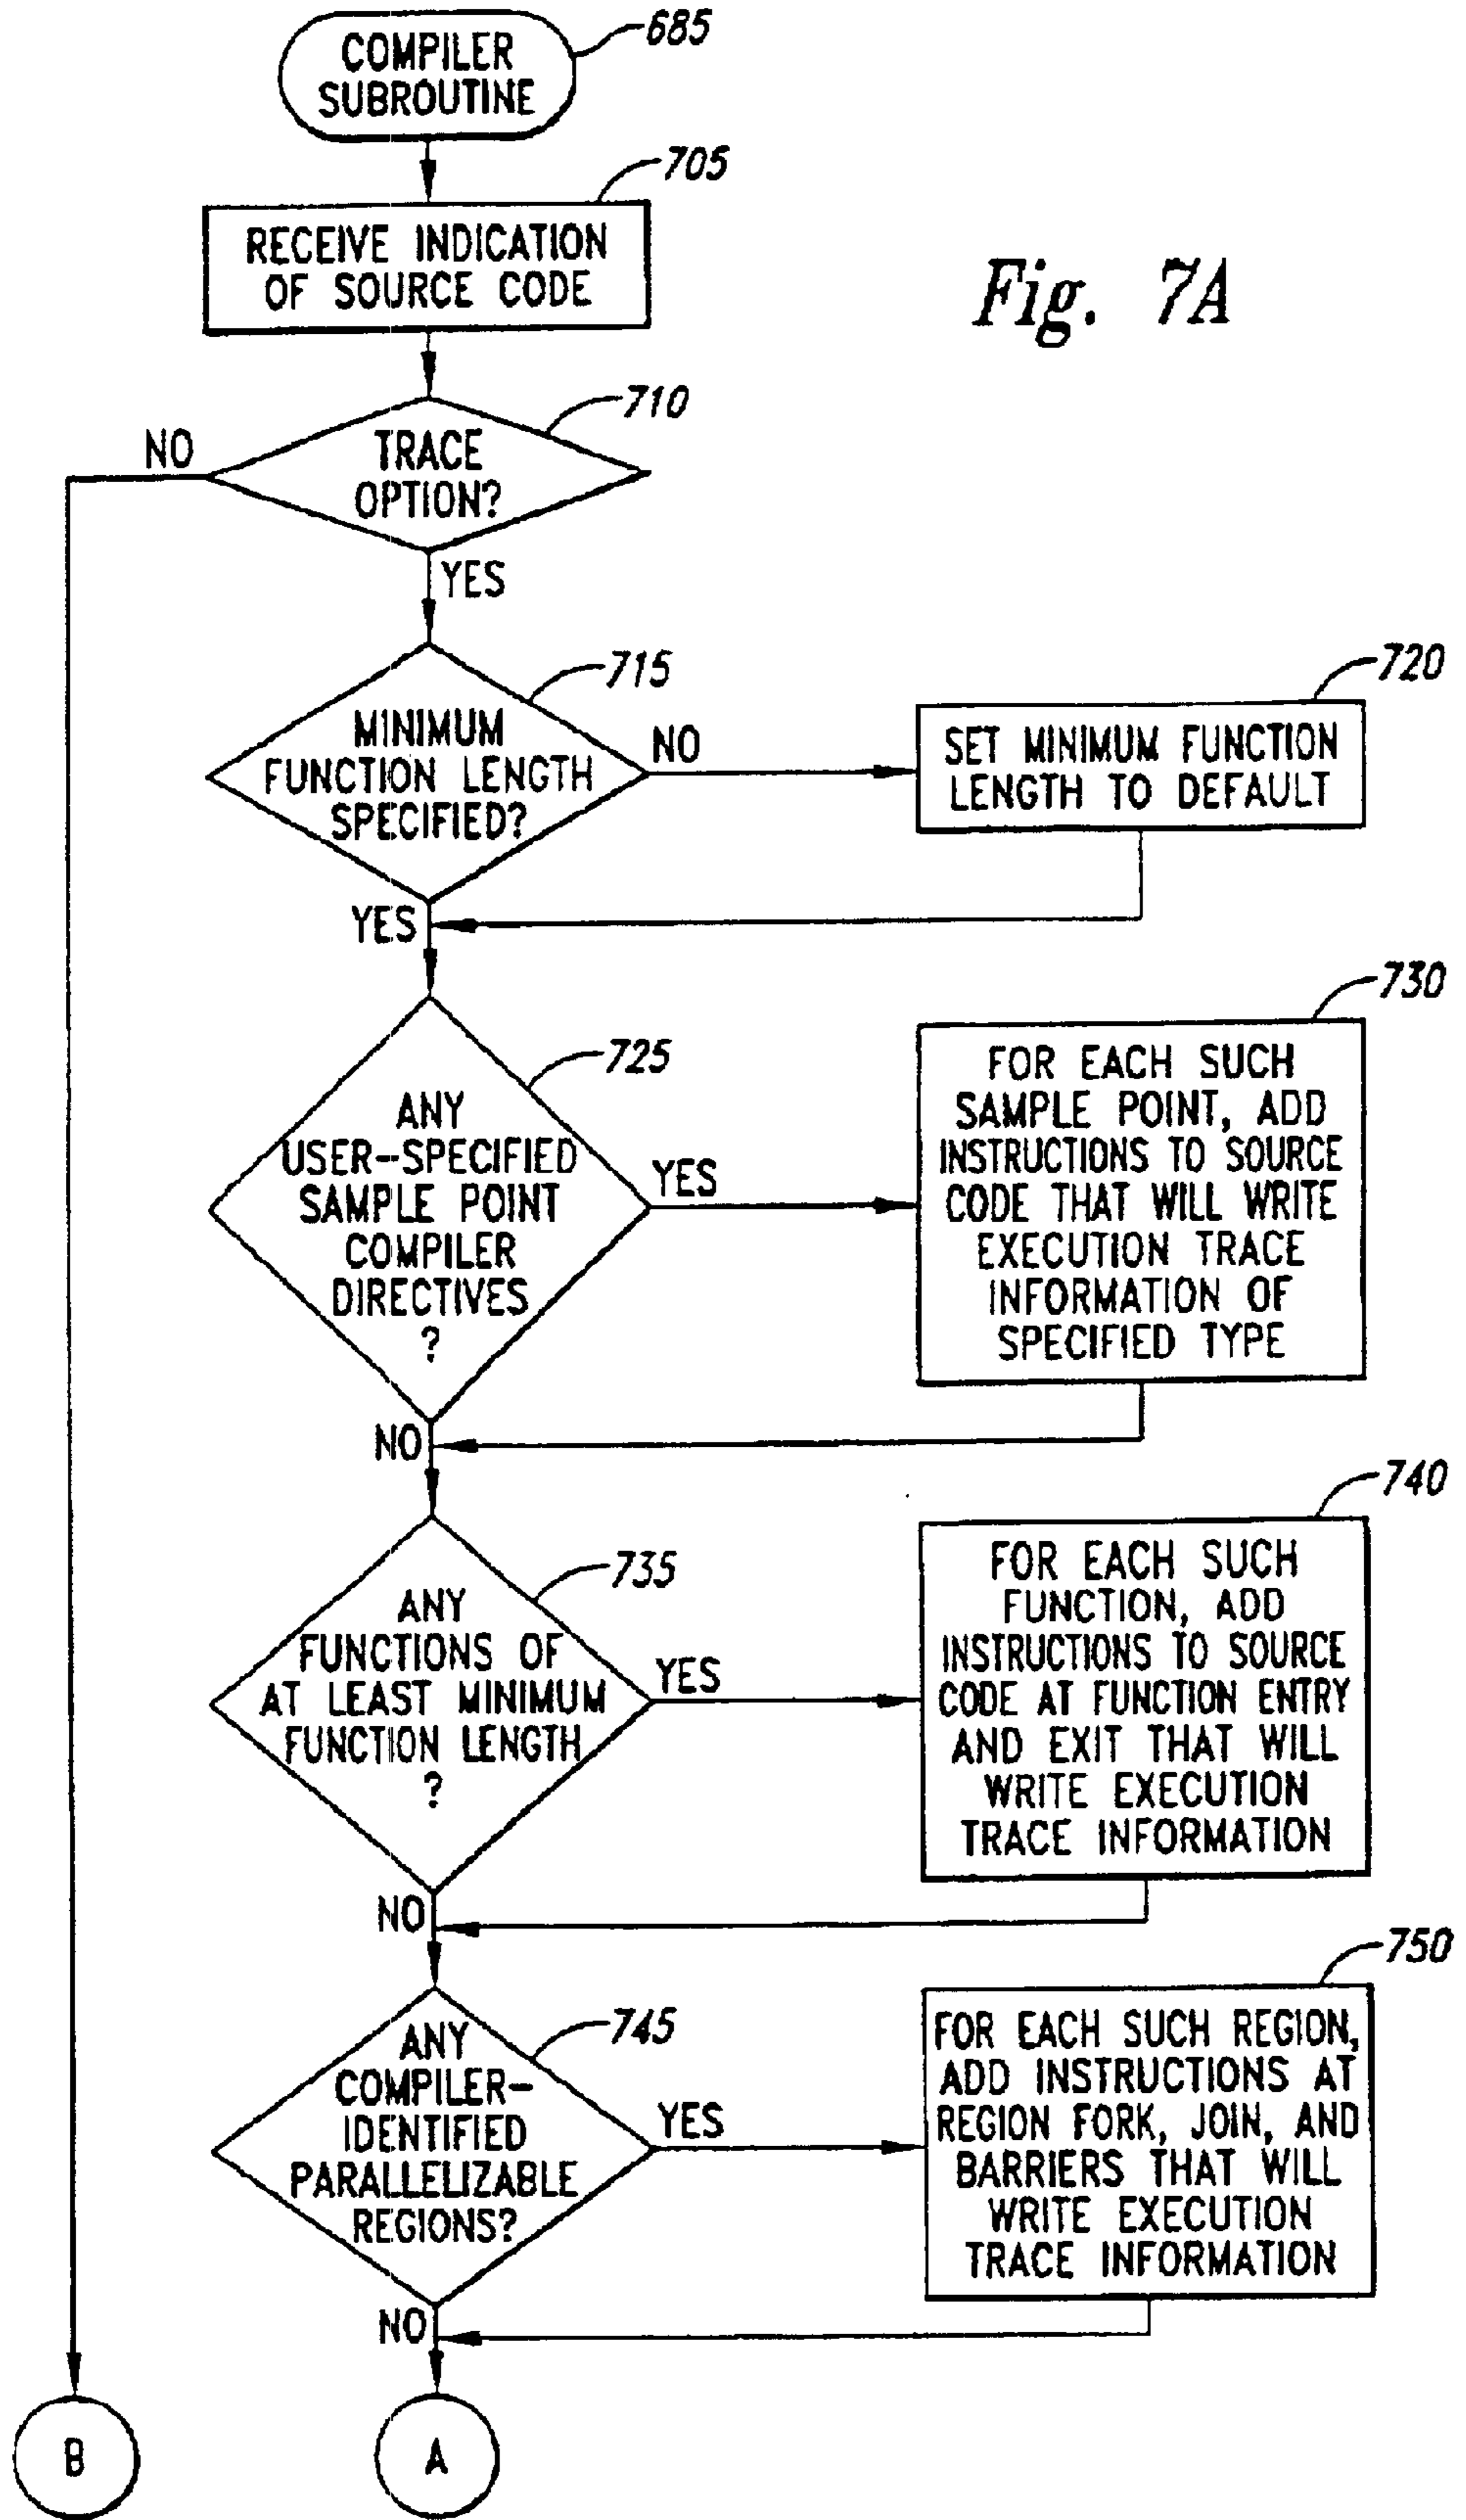 COMPILER
SUBROUTINE
685
RECEIVE INDICATION
OF SOURCE CODE
705
Fig. 7A
TRACE
OPTION?
710
NO
YES
MINIMUM
FUNCTION LENGTH
SPECIFIED?
715
NO
YES
SET MINIMUM FUNCTION
LENGTH TO DEFAULT
720
ANY
USER-SPECIFIED
SAMPLE POINT
COMPILER
DIRECTIVES
?
725
YES
NO
FOR EACH SUCH
SAMPLE POINT, ADD
INSTRUCTIONS TO SOURCE
CODE THAT WILL WRITE
EXECUTION TRACE
INFORMATION OF
SPECIFIED TYPE
730
ANY
FUNCTIONS OF
AT LEAST MINIMUM
FUNCTION LENGTH
?
735
YES
NO
FOR EACH SUCH
FUNCTION, ADD
INSTRUCTIONS TO SOURCE
CODE AT FUNCTION ENTRY
AND EXIT THAT WILL
WRITE EXECUTION
TRACE INFORMATION
740
ANY
COMPILER-
IDENTIFIED
PARALLELIZABLE
REGIONS?
745
YES
NO
FOR EACH SUCH REGION,
ADD INSTRUCTIONS AT
REGION FORK, JOIN, AND
BARRIERS THAT WILL
WRITE EXECUTION
TRACE INFORMATION
750
B
A